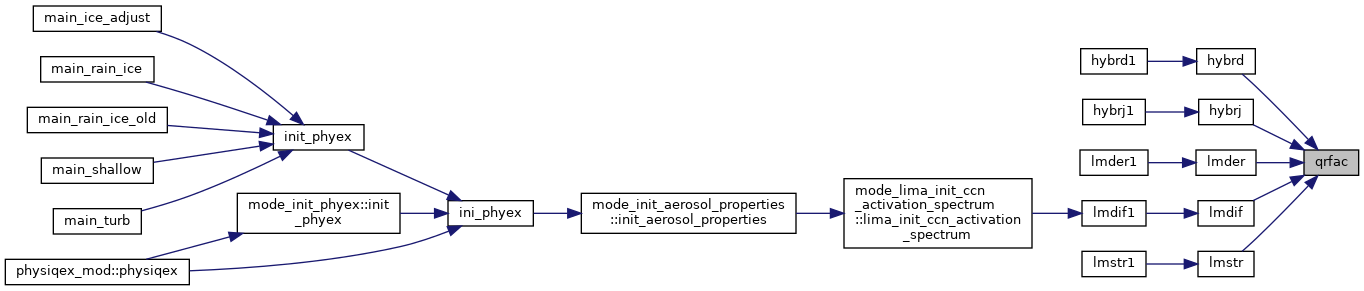 main_ice_adjust
main_rain_ice
main_rain_ice_old
main_shallow
main_turb
physiqex_mod::physiqex
init_phyex
mode_init_phyex::init
_phyex
ini_phyex
mode_init_aerosol_properties
::init_aerosol_properties
mode_lima_init_ccn
_activation_spectrum
::lima_init_ccn_activation
_spectrum
hybrd1
hybrj1
lmder1
lmdif1
lmstr1
hybrd
hybrj
lmder
lmdif
lmstr
qrfac